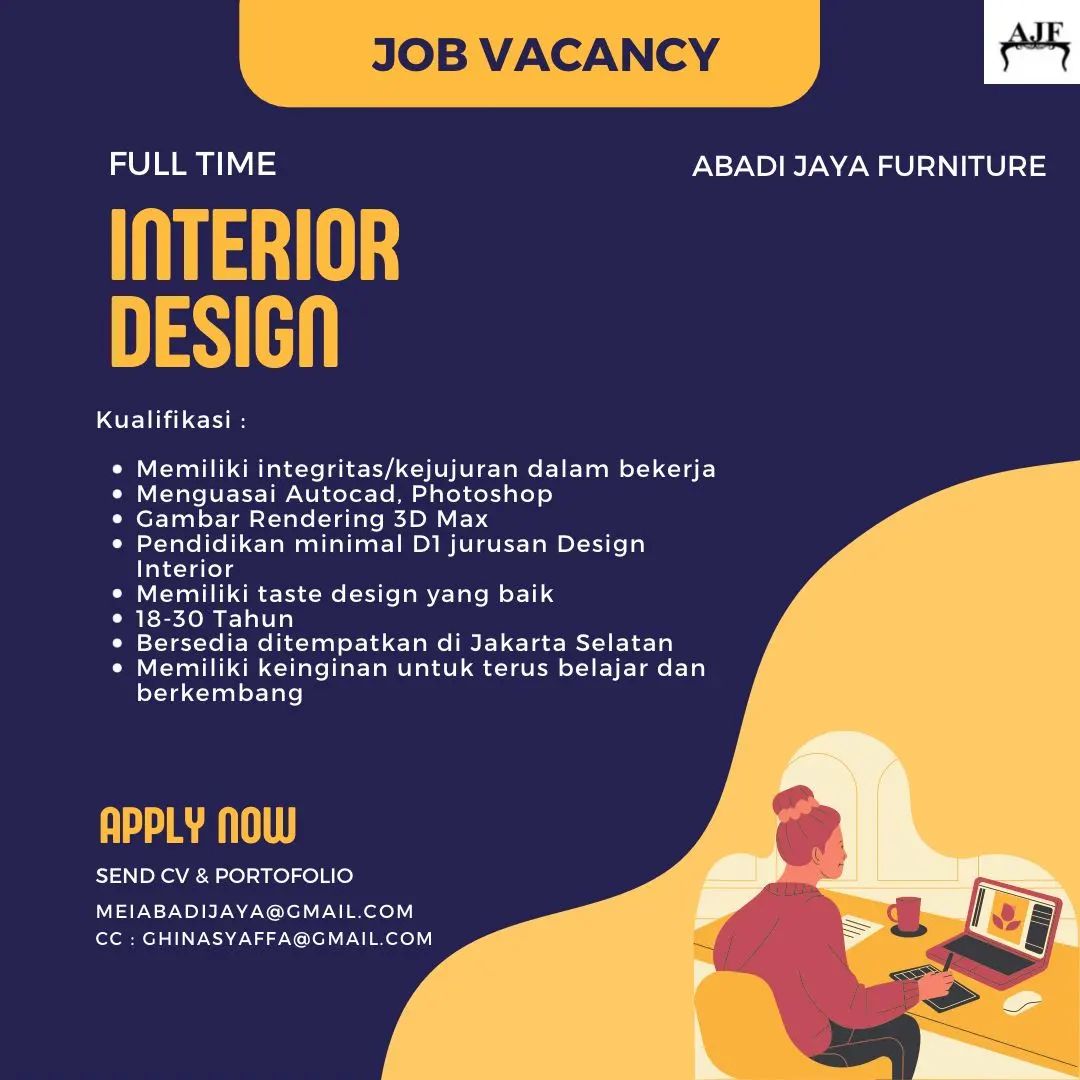 JOB VACANCY
AJF
FULL TIME
ABADI JAYA FURNITURE
INTERIOR
DESIGN
Kualifikasi :
• Memiliki integritas/kejujuran dalam bekerja
• Menguasai Autocad, Photoshop
• Gambar Rendering 3D Max
• Pendidikan minimal D1 jurusan Design
Interior
• Memiliki taste design yang baik
• 18-30 Tahun
• Bersedia ditempatkan di Jakarta Selatan
• Memiliki keinginan untuk terus belajar dan
berkembang
APPLY NOW
SEND CV & PORTOFOLIO
MEIABADIJAYA@GMAIL.COM
CC : GHINASYAFFA@GMAIL.COM